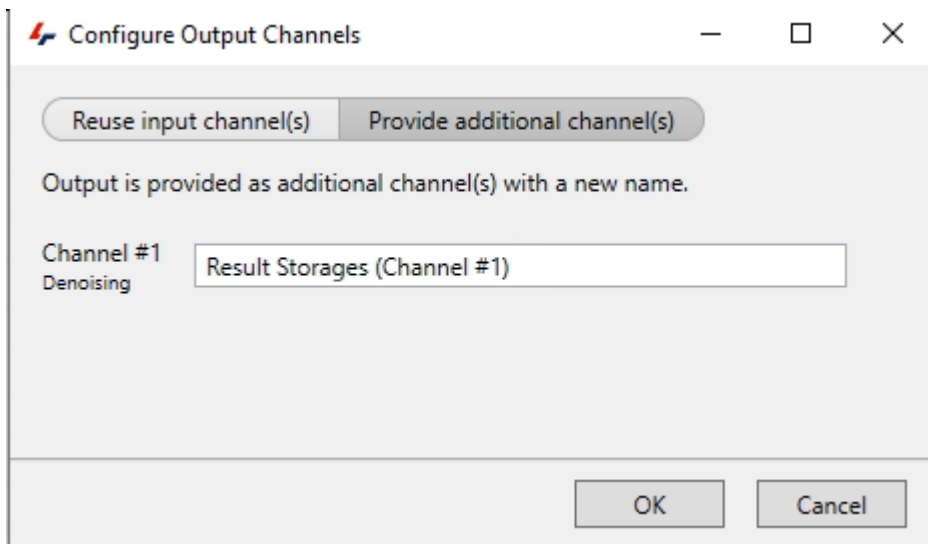 Configure Output Channels
Reuse input channel(s) Provide additional channel(s)
Output is provided as additional channel(s) with a new name.
Channel #1
Denoising
Result Storages (Channel #1)
OK Cancel